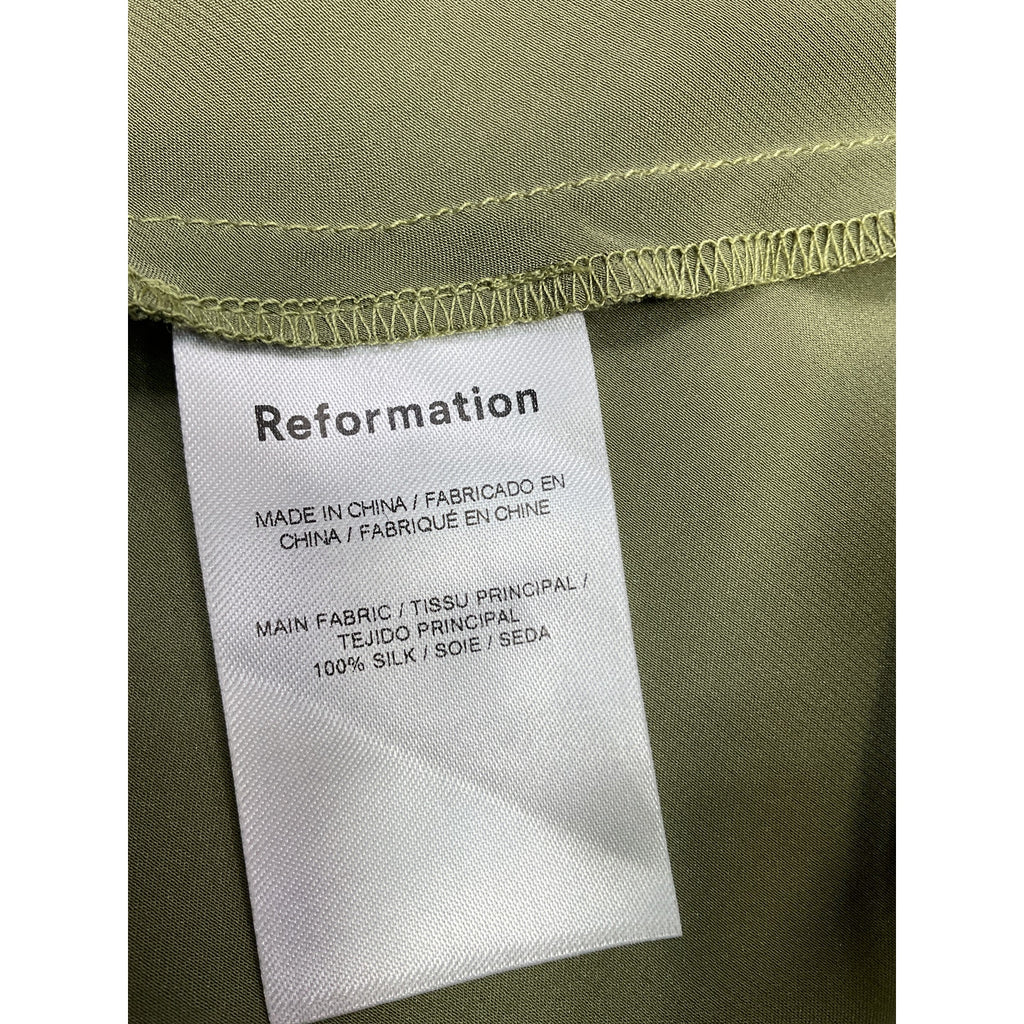 Reformation
MADE IN CHINA / FABRICADO EN
CHINA / FABRIQUÉ EN CHINE
MAIN FABRIC / TISSU PRINCIPAL /
TEJIDO PRINCIPAL
100% SILK / SOIE / SEDA